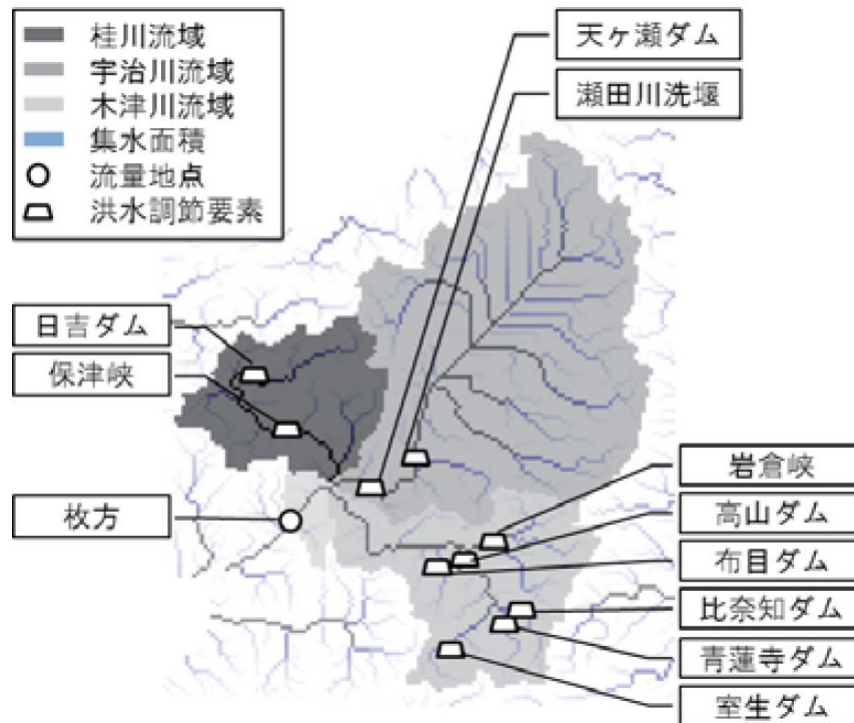 桂川流域
宇治川流域
木津川流域
集水面積
流量地点
洪水調節要素
天ヶ瀬ダム
瀬田川洗堰
日吉ダム
保津峡
枚方
岩倉峡
高山ダム
布目ダム
比奈知ダム
青蓮寺ダム
室生ダム